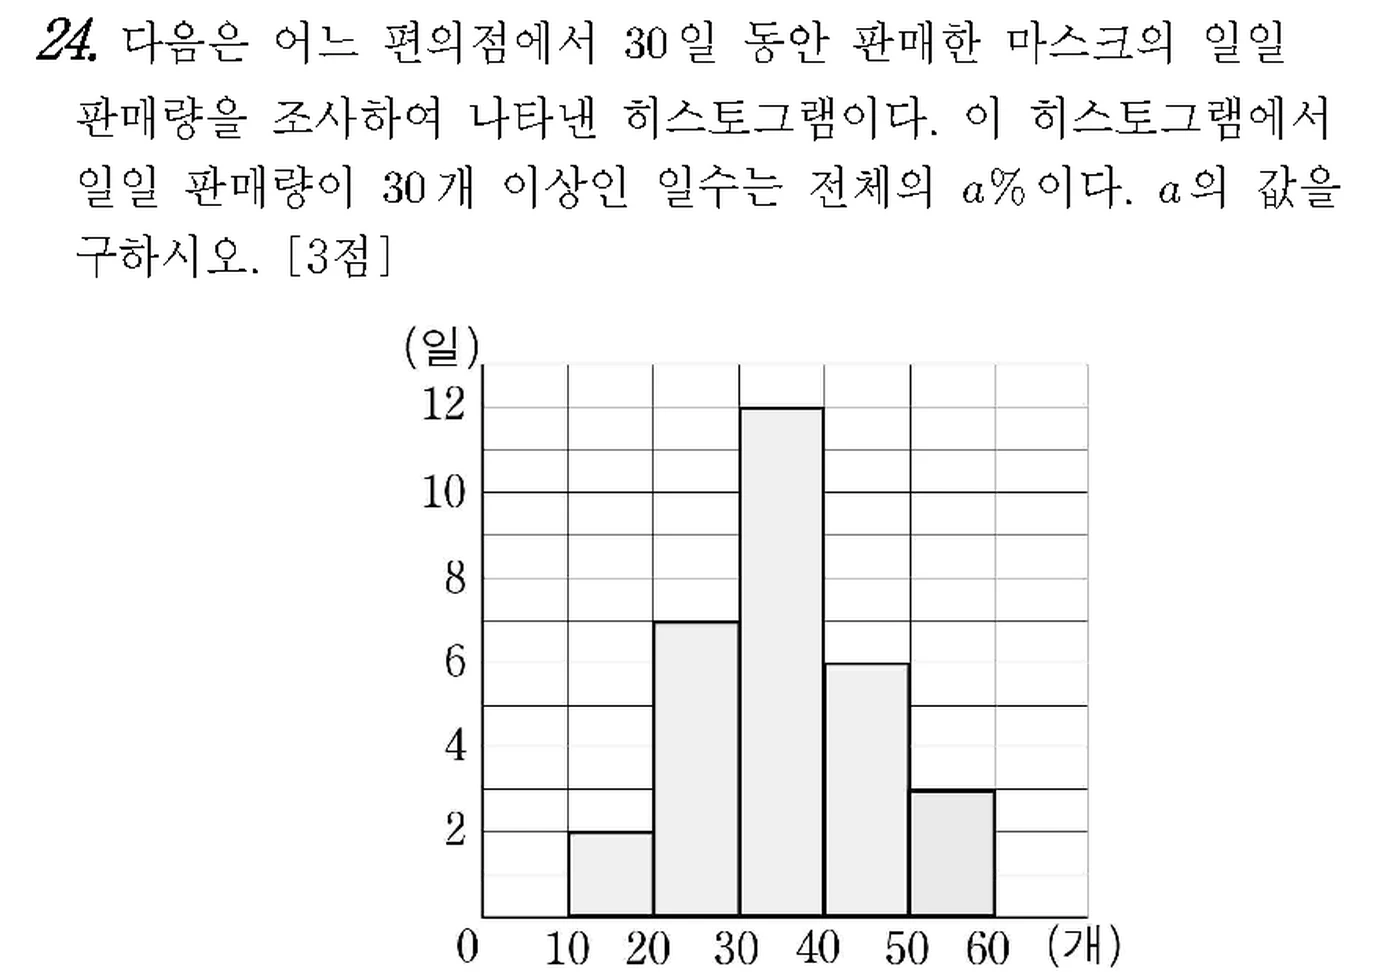 24. 다음은 어느 편의점에서 30일 동안 판매한 마스크의 일일
판매량을 조사하여 나타낸 히스토그램이다. 이 히스토그램에서
일일 판매량이 30개 이상인 일수는 전체의 a%이다. a의 값을
구하시오. [3점]
(일)
12
10
8
6
4
2
0 10 20 30 40 50 60 (개)